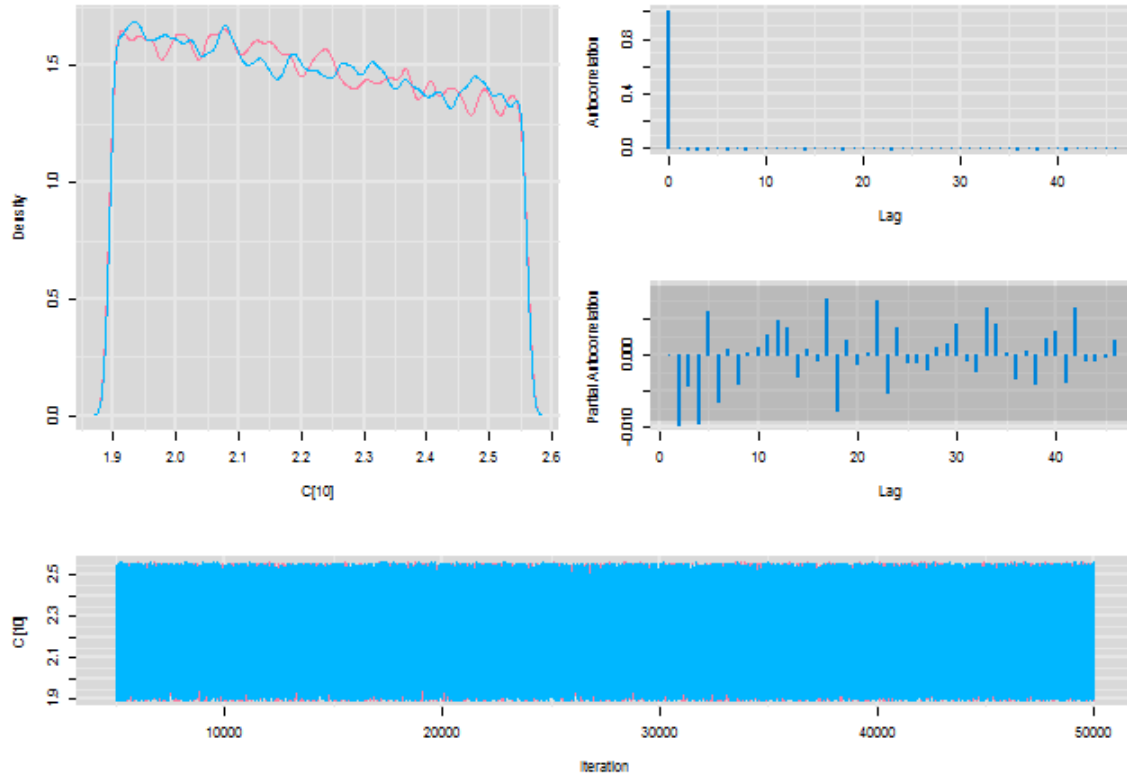 Density
0.0 0.5 1.0 1.5
1.9 2.0 2.1 2.2 2.3 2.4 2.5 2.6
C[10]
Autocorrelation
0.0 0.4 0.8
0 10 20 30 40
Lag
Partial Autocorrelation
-0.010 0.000
0 10 20 30 40
Lag
C[10]
1.9 2.1 2.3 2.5
10000 20000 30000 40000 50000
Iteration